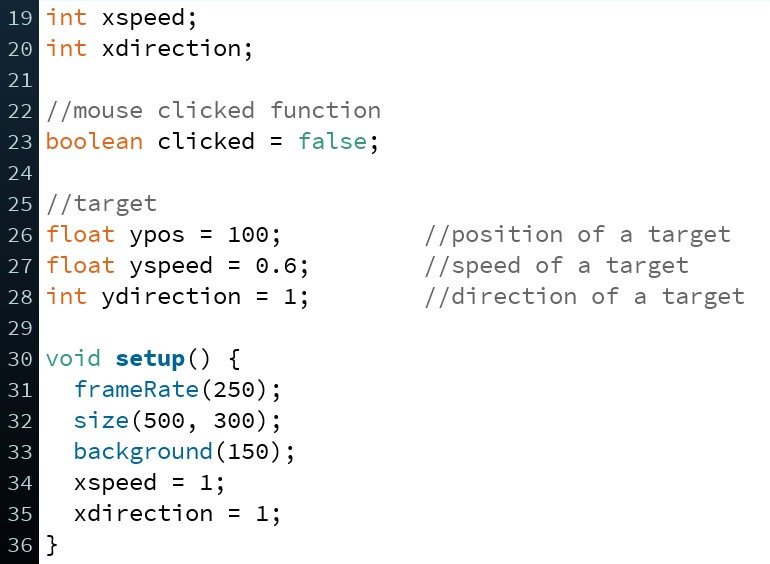 19 int xspeed;
20 int xdirection;
21
22 //mouse clicked function
23 boolean clicked = false;
24
25 //target
26 float ypos = 100;          //position of a target
27 float yspeed = 0.6;        //speed of a target
28 int ydirection = 1;        //direction of a target
29
30 void setup() {
31   frameRate(250);
32   size(500, 300);
33   background(150);
34   xspeed = 1;
35   xdirection = 1;
36 }